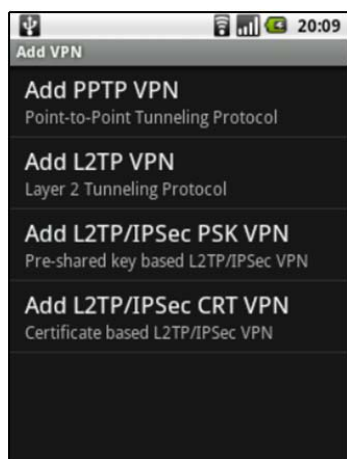 20:09
Add VPN
Add PPTP VPN
Point-to-Point Tunneling Protocol
Add L2TP VPN
Layer 2 Tunneling Protocol
Add L2TP/IPSec PSK VPN
Pre-shared key based L2TP/IPSec VPN
Add L2TP/IPSec CRT VPN
Certificate based L2TP/IPSec VPN